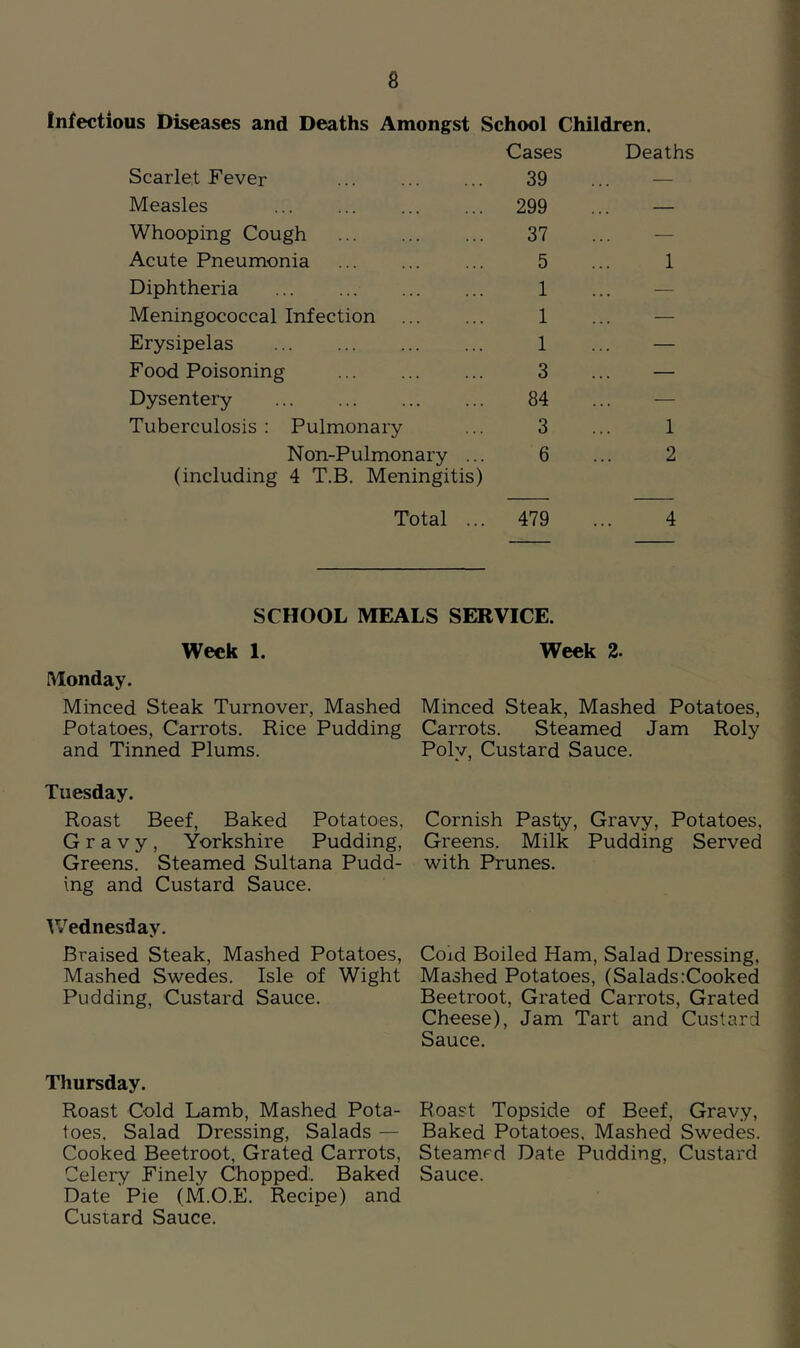 8
Infectious Diseases and Deaths Amongst School Children.
Cases Deaths
Scarlet Fever ... ... ... 39 ... —
Measles ... ... ... ... 299 ... —
Whooping Cough ... ... ... 37 ... —
Acute Pneumonia ... ... ... 5 ... 1
Diphtheria ... ... ... ... 1 ... —
Meningococcal Infection ... ... 1 ... —
Erysipelas ... ... ... ... 1 ... —
Food Poisoning ... ... ... 3 ... —
Dysentery ... ... ... ... 84 ... —
Tuberculosis : Pulmonary ... 3 ... 1
Non-Pulmonary ... 6 ... 2
(including 4 T.B. Meningitis)
Total ... 479 ... 4
SCHOOL MEALS SERVICE.
Week 1. Week 2.
Monday.
Minced Steak Turnover, Mashed
Potatoes, Carrots. Rice Pudding
and Tinned Plums.
Minced Steak, Mashed Potatoes,
Carrots. Steamed Jam Roly
Poly, Custard Sauce.
Tuesday.
Roast Beef, Baked Potatoes,
Gravy, Yorkshire Pudding,
Greens. Steamed Sultana Pudd-
ing and Custard Sauce.
Cornish Pasty, Gravy, Potatoes,
Greens. Milk Pudding Served
with Prunes.
Wednesday.
Braised Steak, Mashed Potatoes,
Mashed Swedes. Isle of Wight
Pudding, Custard Sauce.
Cold Boiled Ham, Salad Dressing,
Mashed Potatoes, (Salads:Cooked
Beetroot, Grated Carrots, Grated
Cheese), Jam Tart and Custard
Sauce.
Thursday.
Roast Cold Lamb, Mashed Pota-
toes. Salad Dressing, Salads —
Cooked Beetroot, Grated Carrots,
Celery Finely Chopped. Baked
Date Pie (M.O.E. Recipe) and
Custard Sauce.
Roast Topside of Beef, Gravy,
Baked Potatoes, Mashed Swedes.
Steamed Date Pudding, Custard
Sauce.